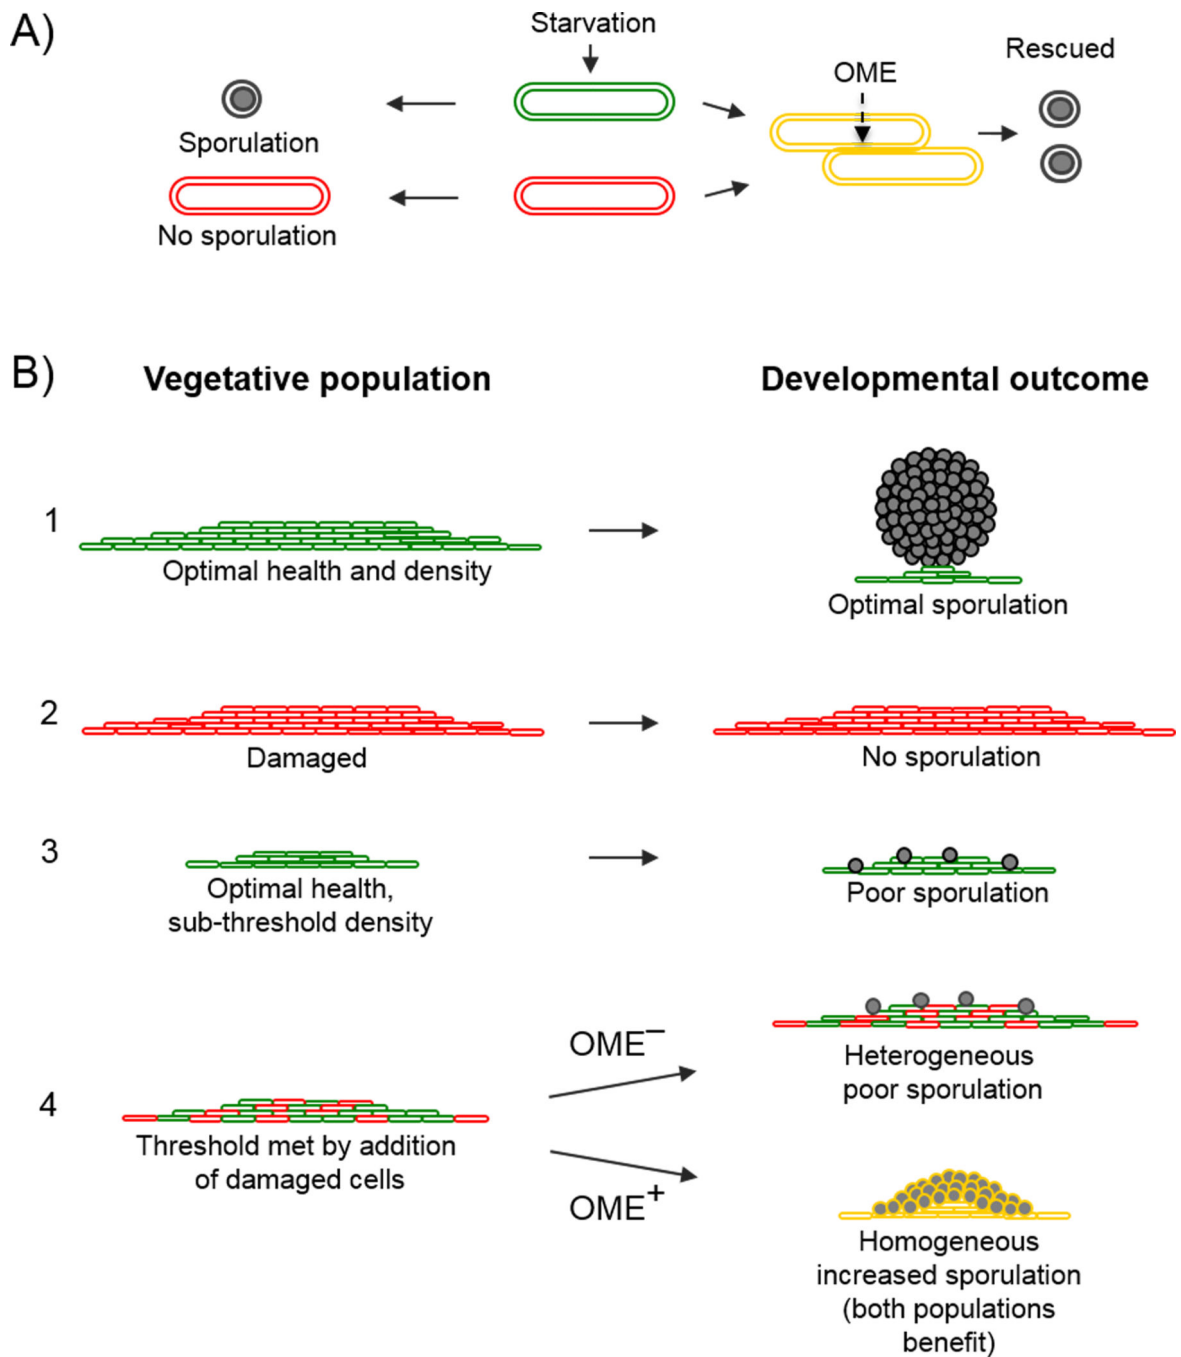 A)
Starvation
Rescued
OME
Sporulation
No sporulation
B)
Vegetative population
Developmental outcome
1
Optimal health and density
Optimal sporulation
2
Damaged
No sporulation
3
Optimal health,
sub-threshold density
Poor sporulation
4
Threshold met by addition
of damaged cells
OME−
OME+
Heterogeneous
poor sporulation
Homogeneous
increased sporulation
(both populations
benefit)